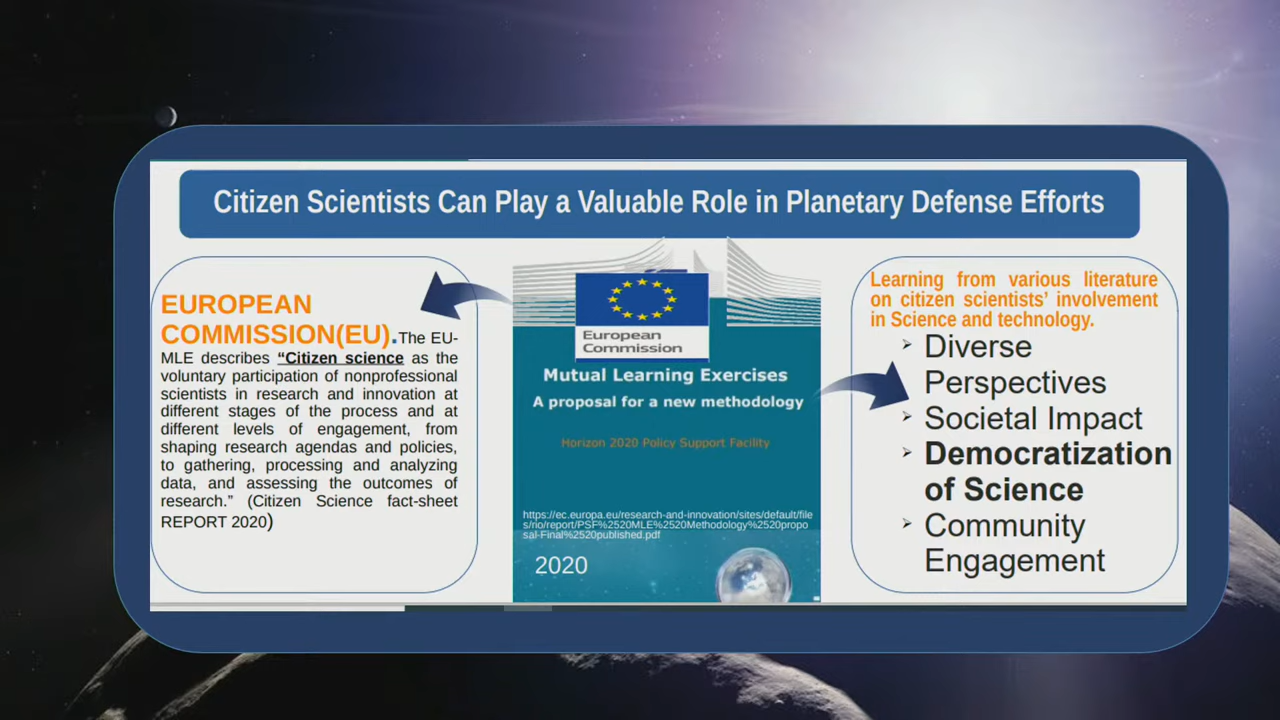 Citizen Scientists Can Play a Valuable Role in Planetary Defense Efforts
EUROPEAN
COMMISSION(EU).The EU-
MLE describes “Citizen science as the
voluntary participation of nonprofessional
scientists in research and innovation at
different stages of the process and at
different levels of engagement, from
shaping research agendas and policies,
to gathering, processing and analyzing
data, and assessing the outcomes of
research.” (Citizen Science fact-sheet
REPORT 2020)
European
Commission
Mutual Learning Exercises
A proposal for a new methodology
Horizon 2020 Policy Support Facility
https://ec.europa.eu/research-and-innovation/sites/default/file
s/rio/report/PSF%2520MLE%2520Methodology%2520propo
sal-Final%2520published.pdf
2020
Learning from various literature
on citizen scientists’ involvement
in Science and technology.
➢ Diverse
Perspectives
➢ Societal Impact
➢ Democratization
of Science
➢ Community
Engagement